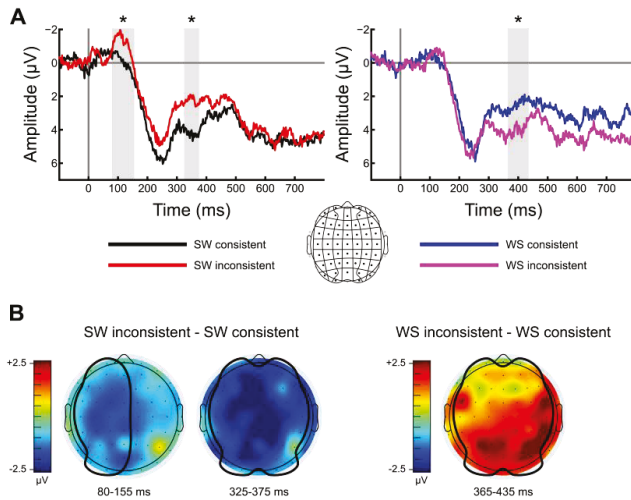 A
* *
*
−2
0
2
4
6
Amplitude (μV)
0 100 200 300 400 500 600 700
Time (ms)
−2
0
2
4
6
Amplitude (μV)
0 100 200 300 400 500 600 700
Time (ms)
SW consistent
SW inconsistent
WS consistent
WS inconsistent
B
SW inconsistent - SW consistent
WS inconsistent - WS consistent
+2.5
-2.5
μV
80-155 ms
325-375 ms
+2.5
-2.5
μV
365-435 ms